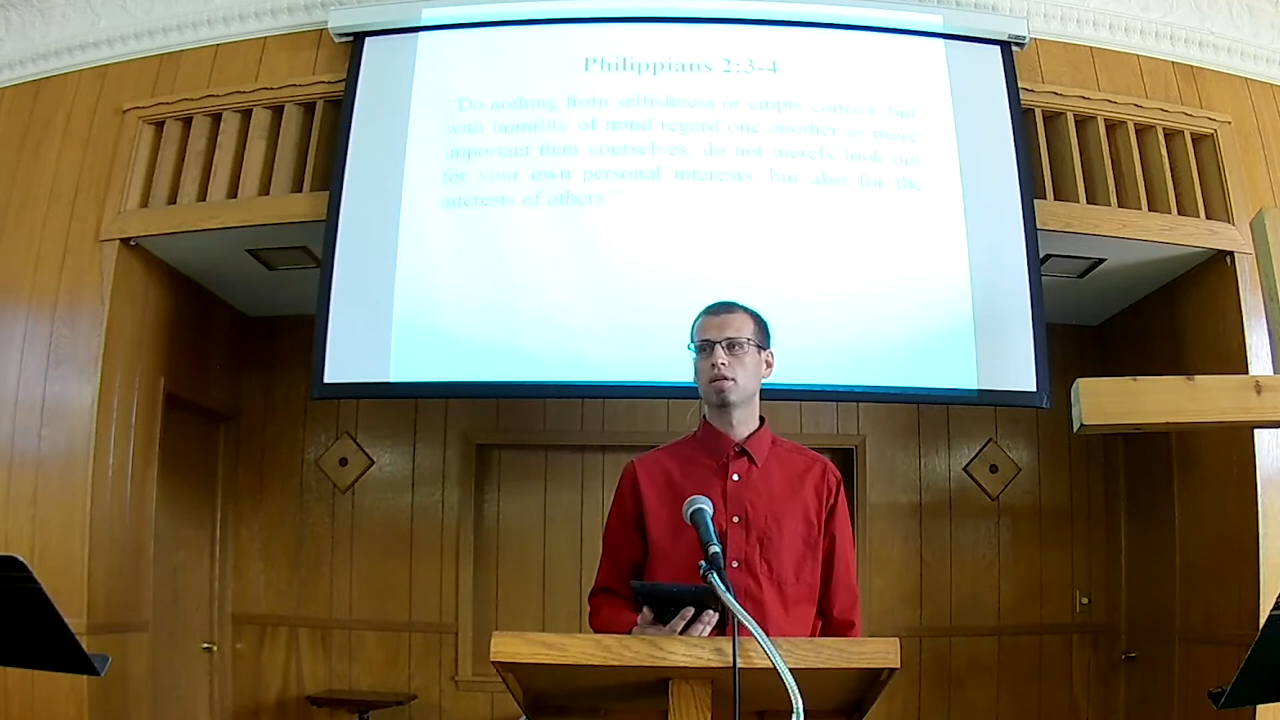 Philippians 2:3-4
"Do nothing from selfishness or empty conceit, but
with humility of mind regard one another as more
important than yourselves, do not merely look out
for your own personal interests, but also for the
interests of others."